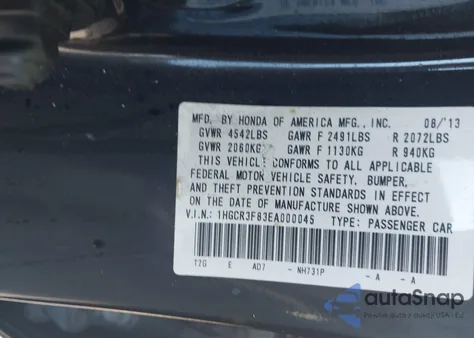 MFD. BY HONDA OF AMERICA MFG., INC. 08/'13
GVWR 4542LBS GAWR F 2491LBS R 2072LBS
GVWR 2060KG GAWR F 1130KG R 940KG
THIS VEHICLE CONFORMS TO ALL APPLICABLE
FEDERAL MOTOR VEHICLE SAFETY, BUMPER,
AND THEFT PREVENTION STANDARDS IN EFFECT
ON THE DATE OF MANUFACTURE SHOWN ABOVE.
V.I.N: 1HGCR3F83EA000045 TYPE: PASSENGER CAR
T7G E AD7 - NH731P - A - A
autoSnap